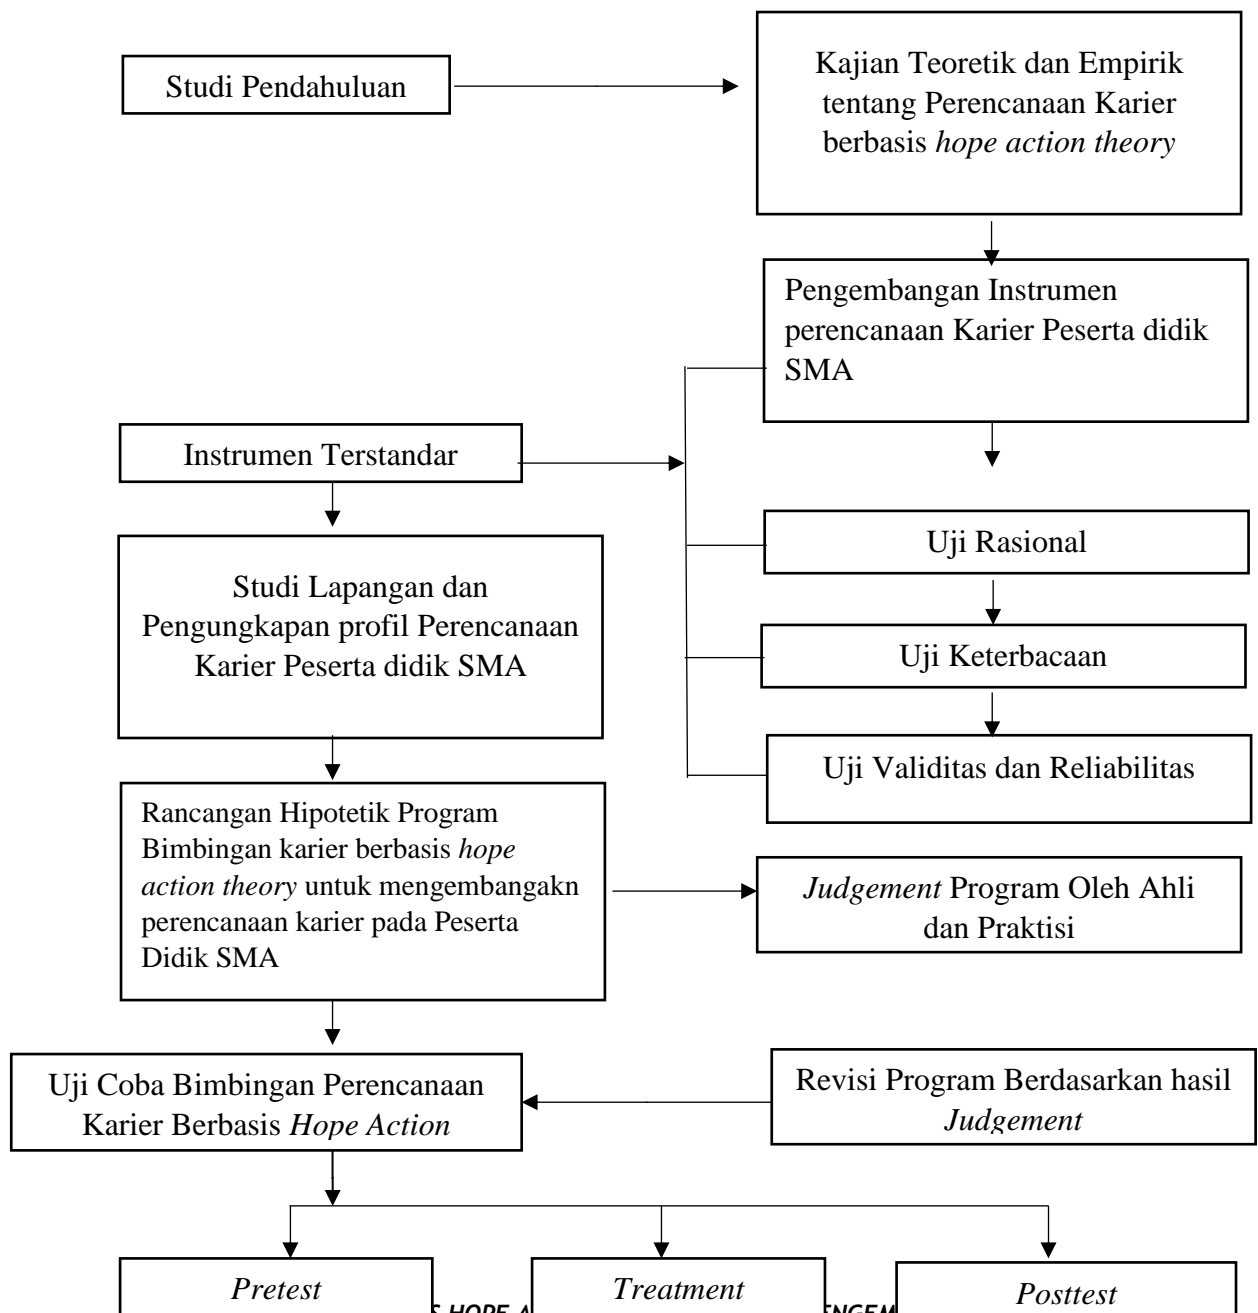 Studi Pendahuluan
Kajian Teoretik dan Empirik
tentang Perencanaan Karier
berbasis hope action theory
Pengembangan Instrumen
perencanaan Karier Peserta didik
SMA
Instrumen Terstandar
Uji Rasional
Studi Lapangan dan
Pengungkapan profil Perencanaan
Karier Peserta didik SMA
Uji Keterbacaan
Uji Validitas dan Reliabilitas
Rancangan Hipotetik Program
Bimbingan karier berbasis hope
action theory untuk mengembangakn
perencanaan karier pada Peserta
Didik SMA
Judgement Program Oleh Ahli
dan Praktisi
Uji Coba Bimbingan Perencanaan
Karier Berbasis Hope Action
Revisi Program Berdasarkan hasil
Judgement
Pretest
Treatment
Posttest
HOPE